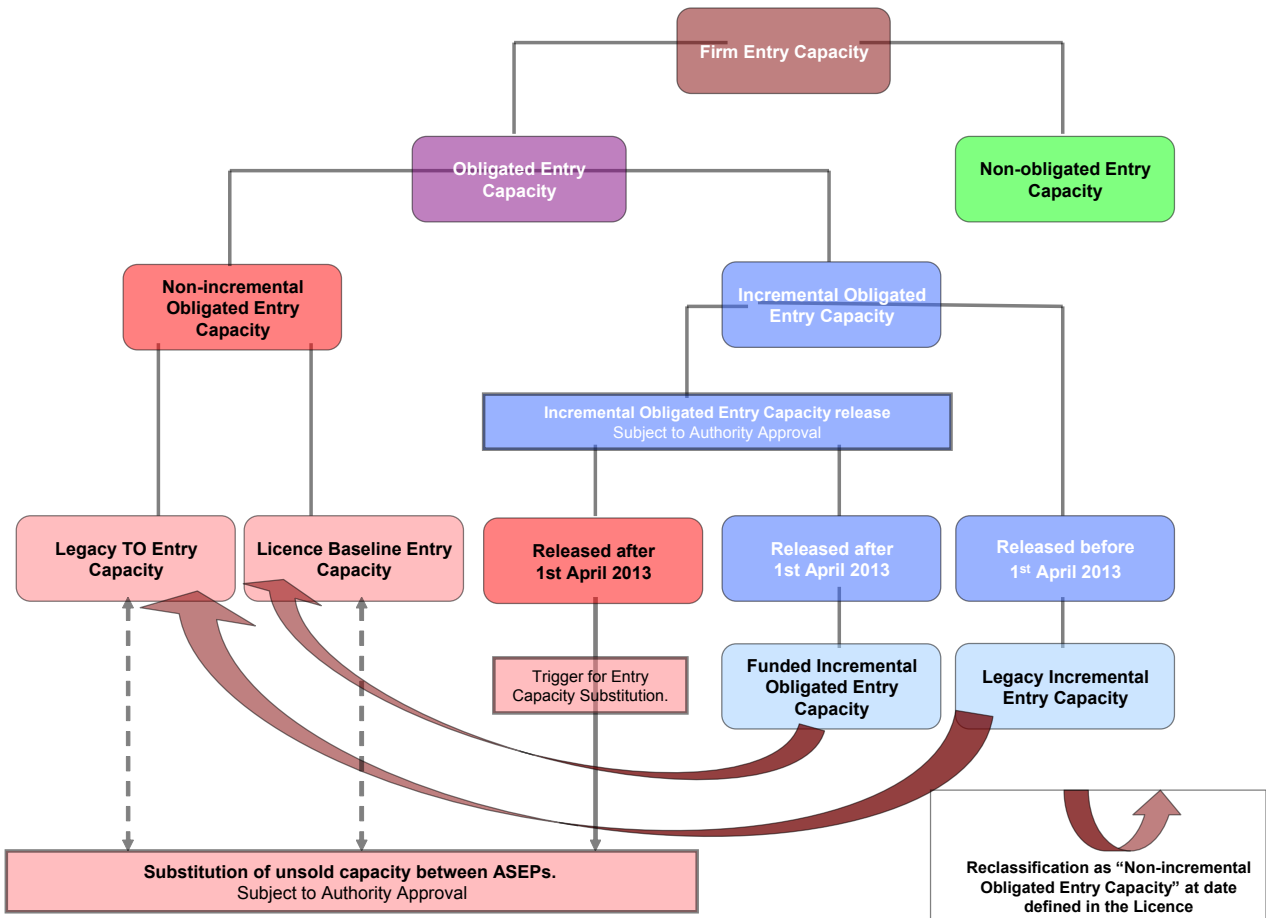 Firm Entry Capacity
Obligated Entry
Capacity
Non-obligated Entry
Capacity
Non-incremental
Obligated Entry
Capacity
Incremental Obligated
Entry Capacity
Incremental Obligated Entry Capacity release
Subject to Authority Approval
Legacy TO Entry
Capacity
Licence Baseline Entry
Capacity
Released after
1st April 2013
Released after
1st April 2013
Released before
1st April 2013
Trigger for Entry
Capacity Substitution.
Funded Incremental
Obligated Entry
Capacity
Legacy Incremental
Entry Capacity
Substitution of unsold capacity between ASEPs.
Subject to Authority Approval
Reclassification as “Non-incremental
Obligated Entry Capacity” at date
defined in the Licence